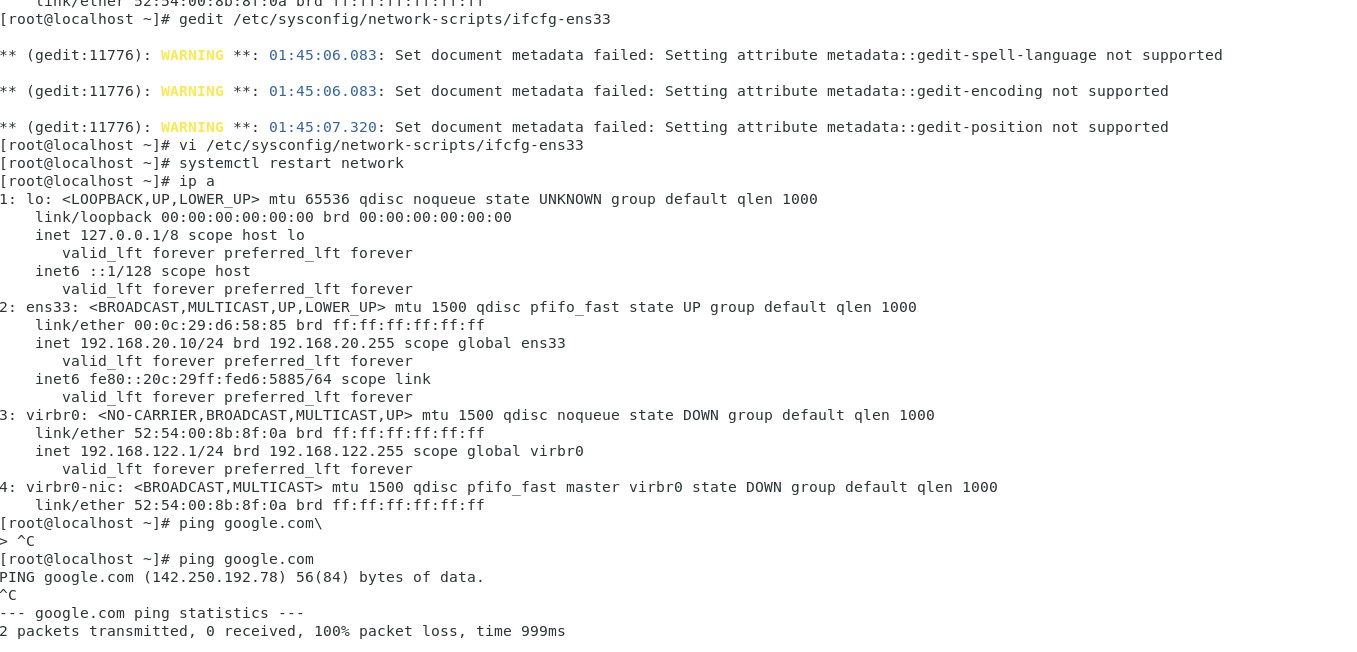 link/ether 52:54:00:8b:8f:0a brd ff:ff:ff:ff:ff:ff
[root@localhost ~]# gedit /etc/sysconfig/network-scripts/ifcfg-ens33
** (gedit:11776): WARNING **: 01:45:06.083: Set document metadata failed: Setting attribute metadata::gedit-spell-language not supported
** (gedit:11776): WARNING **: 01:45:06.083: Set document metadata failed: Setting attribute metadata::gedit-encoding not supported
** (gedit:11776): WARNING **: 01:45:07.320: Set document metadata failed: Setting attribute metadata::gedit-position not supported
[root@localhost ~]# vi /etc/sysconfig/network-scripts/ifcfg-ens33
[root@localhost ~]# systemctl restart network
[root@localhost ~]# ip a
1: lo: <LOOPBACK,UP,LOWER_UP> mtu 65536 qdisc noqueue state UNKNOWN group default qlen 1000
link/loopback 00:00:00:00:00:00 brd 00:00:00:00:00:00
inet 127.0.0.1/8 scope host lo
valid_lft forever preferred_lft forever
inet6 ::1/128 scope host
valid_lft forever preferred_lft forever
2: ens33: <BROADCAST,MULTICAST,UP,LOWER_UP> mtu 1500 qdisc pfifo_fast state UP group default qlen 1000
link/ether 00:0c:29:d6:58:85 brd ff:ff:ff:ff:ff:ff
inet 192.168.20.10/24 brd 192.168.20.255 scope global ens33
valid_lft forever preferred_lft forever
inet6 fe80::20c:29ff:fed6:5885/64 scope link
valid_lft forever preferred_lft forever
3: virbr0: <NO-CARRIER,BROADCAST,MULTICAST,UP> mtu 1500 qdisc noqueue state DOWN group default qlen 1000
link/ether 52:54:00:8b:8f:0a brd ff:ff:ff:ff:ff:ff
inet 192.168.122.1/24 brd 192.168.122.255 scope global virbr0
valid_lft forever preferred_lft forever
4: virbr0-nic: <BROADCAST,MULTICAST> mtu 1500 qdisc pfifo_fast master virbr0 state DOWN group default qlen 1000
link/ether 52:54:00:8b:8f:0a brd ff:ff:ff:ff:ff:ff
[root@localhost ~]# ping google.com\
> ^C
[root@localhost ~]# ping google.com
PING google.com (142.250.192.78) 56(84) bytes of data.
^C
--- google.com ping statistics ---
2 packets transmitted, 0 received, 100% packet loss, time 999ms